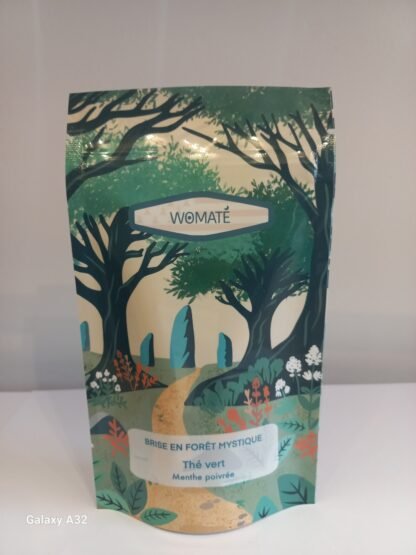 WOMATÉ
BRISE EN FORÊT MYSTIQUE
Thé vert
Menthe poivrée
Galaxy A32